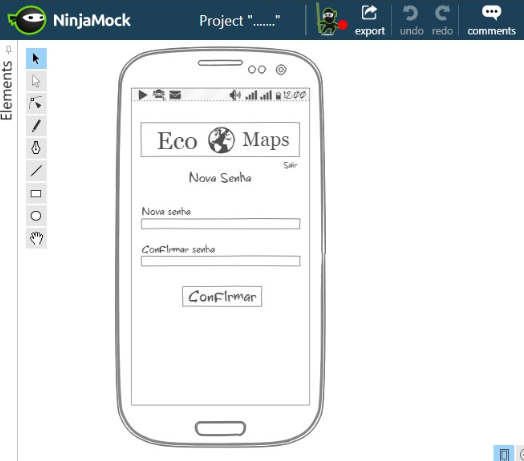 NinjaMock
Project "......."
export
undo
redo
comments
Elements
12:00
Eco Maps
Sair
Nova Senha
Nova senha
Confirmar senha
Confirmar